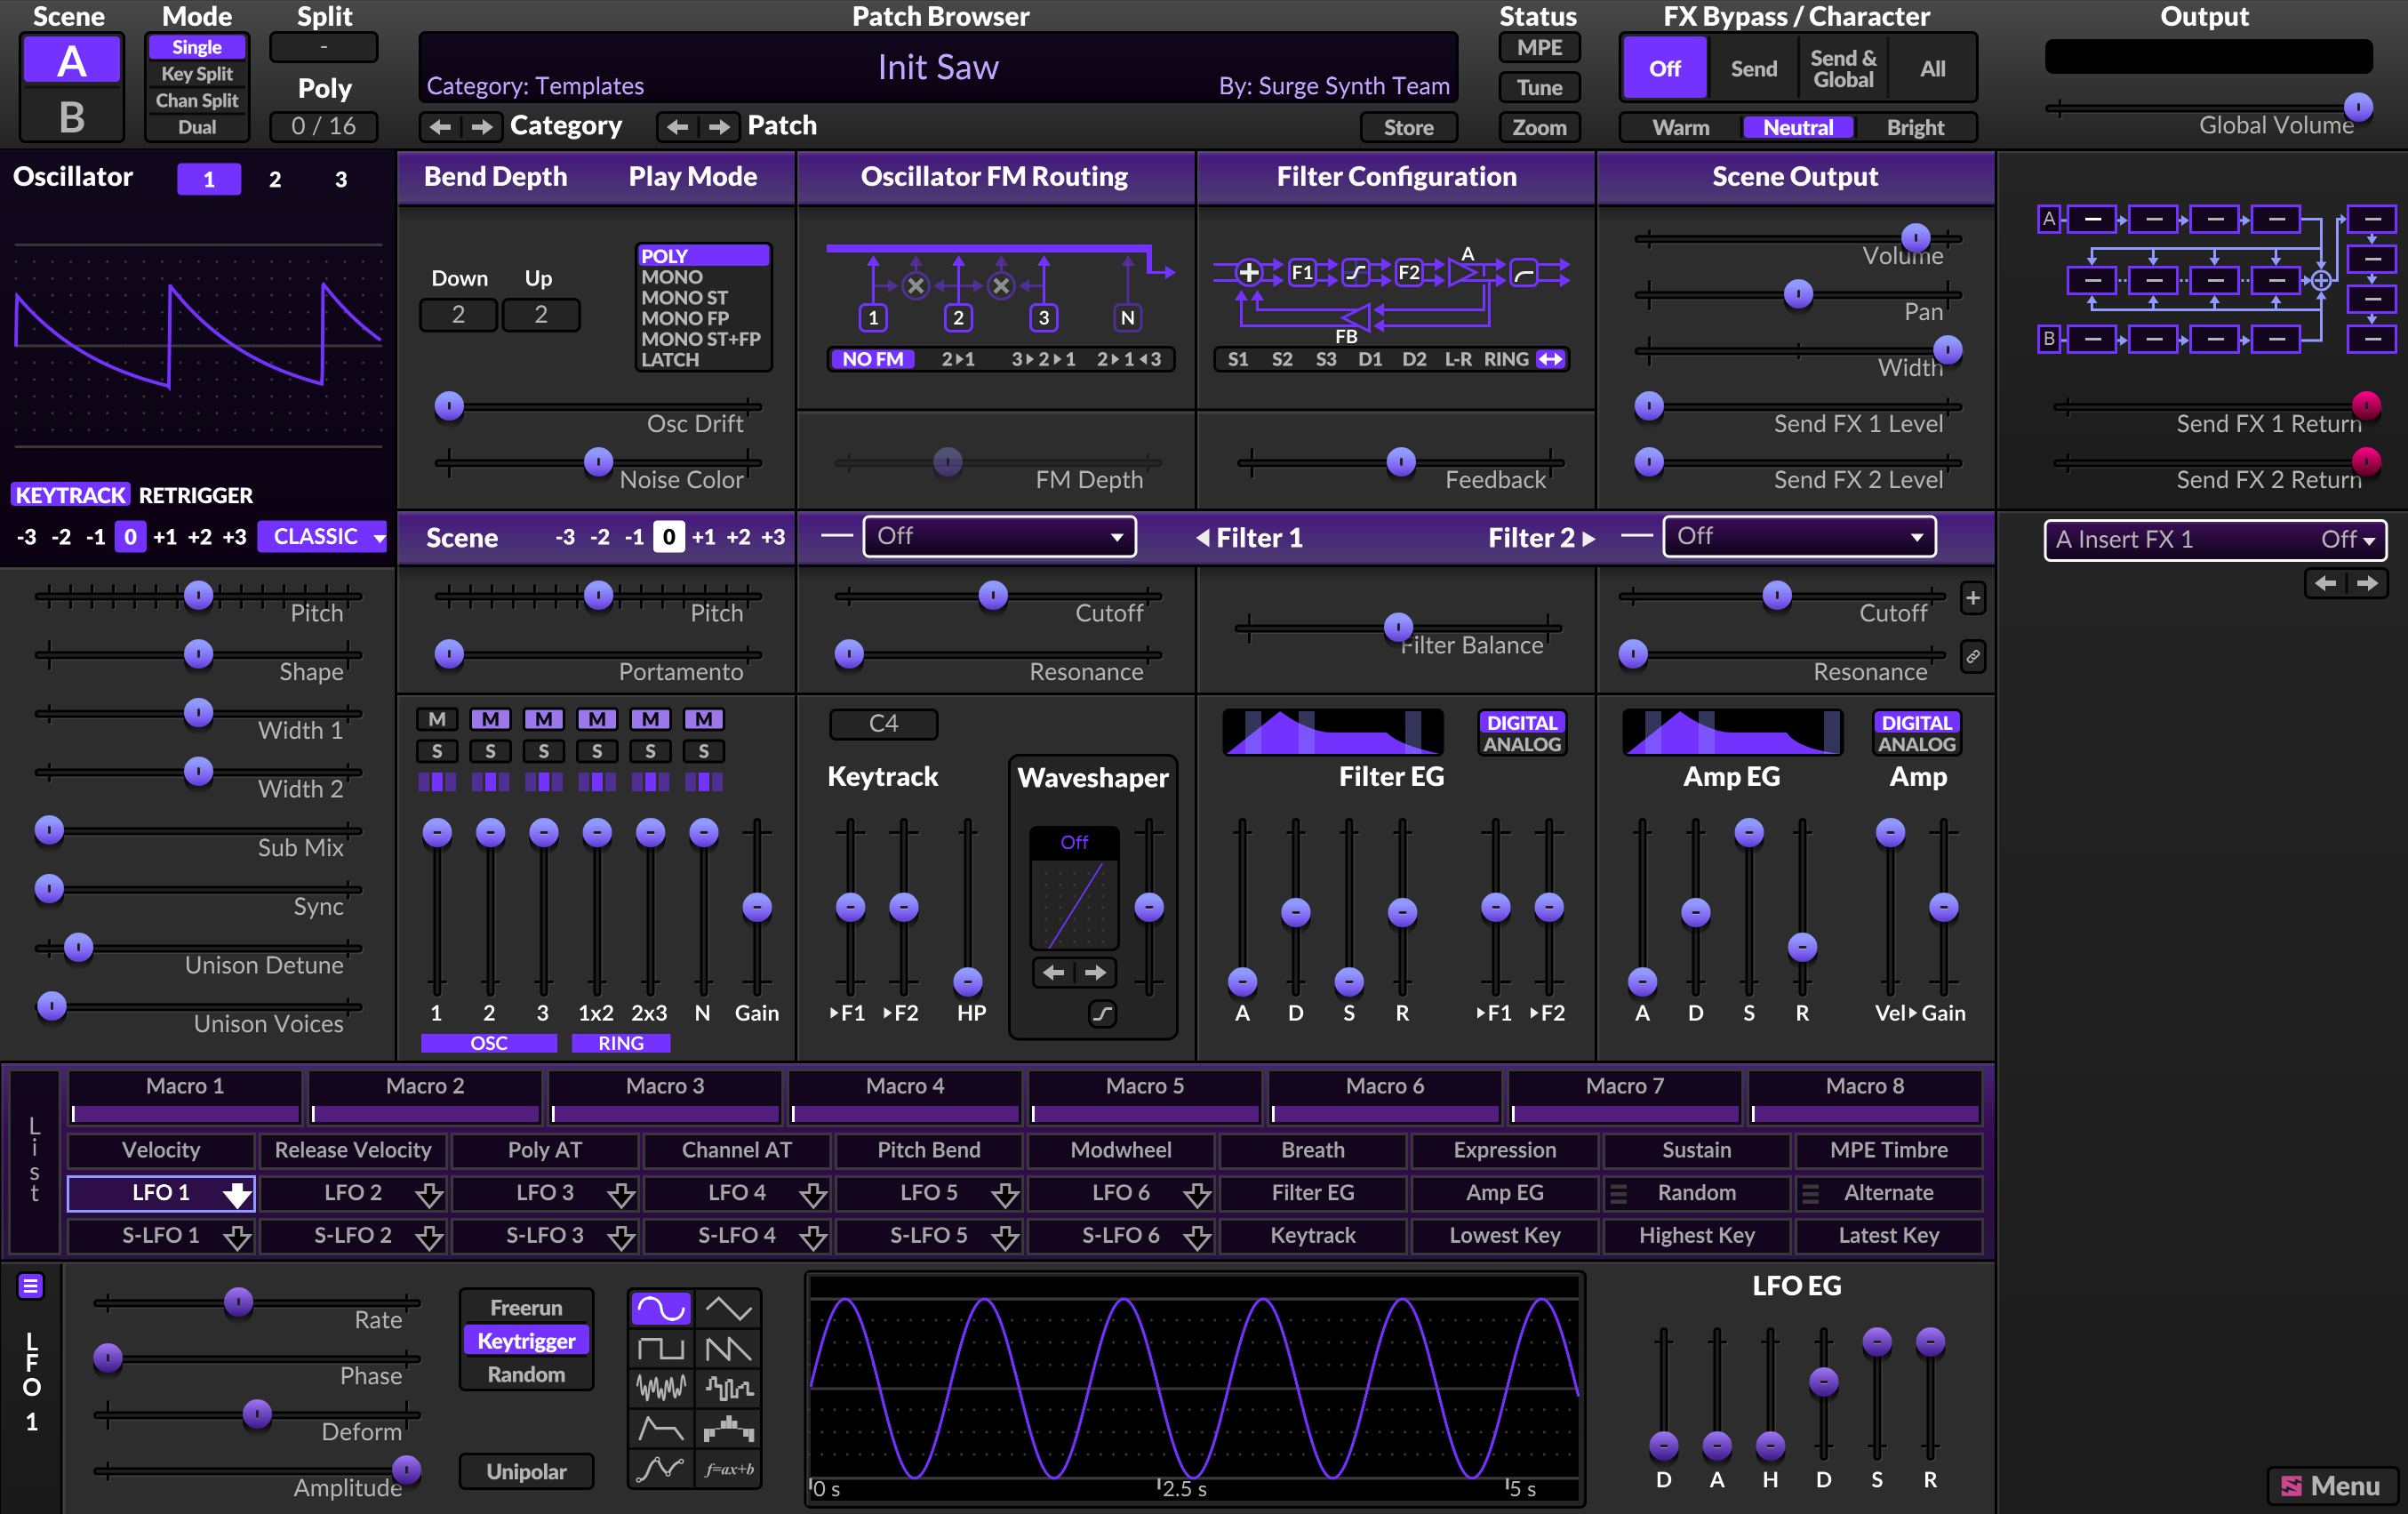 Scene Mode Split Patch Browser Status FX Bypass / Character Output
A Single - Init Saw MPE Off Send Send & Global All
Key Split
B Chan Split Poly Category: Templates By: Surge Synth Team Tune
Dual 0 / 16 Category Patch Store Zoom Warm Neutral Bright Global Volume
Oscillator 1 2 3 Bend Depth Play Mode Oscillator FM Routing Filter Configuration Scene Output
Down Up
2 2
POLY
MONO
MONO ST
MONO FP
MONO ST+FP
LATCH
1 2 3 N
NO FM 2▸1 3▸2▸1 2▸1◂3
F1 F2 A
FB
S1 S2 S3 D1 D2 L-R RING
Volume
Pan
Width
A
B
Osc Drift Send FX 1 Level Send FX 1 Return
Noise Color FM Depth Feedback Send FX 2 Level Send FX 2 Return
KEYTRACK RETRIGGER
-3 -2 -1 0 +1 +2 +3 CLASSIC Scene -3 -2 -1 0 +1 +2 +3 Off Filter 1 Filter 2 Off A Insert FX 1 Off
Pitch Pitch Cutoff Filter Balance Cutoff +
Shape Portamento Resonance Resonance
Width 1
Width 2
Sub Mix
Sync
Unison Detune
Unison Voices
M M M M M M
S S S S S S
1 2 3 1x2 2x3 N Gain
OSC RING
C4
Keytrack Waveshaper
Off
▸F1 ▸F2 HP
DIGITAL
ANALOG
Filter EG
A D S R ▸F1 ▸F2
DIGITAL
ANALOG
Amp EG Amp
A D S R Vel▸Gain
List
Macro 1 Macro 2 Macro 3 Macro 4 Macro 5 Macro 6 Macro 7 Macro 8
Velocity Release Velocity Poly AT Channel AT Pitch Bend Modwheel Breath Expression Sustain MPE Timbre
LFO 1 LFO 2 LFO 3 LFO 4 LFO 5 LFO 6 Filter EG Amp EG Random Alternate
S-LFO 1 S-LFO 2 S-LFO 3 S-LFO 4 S-LFO 5 S-LFO 6 Keytrack Lowest Key Highest Key Latest Key
LFO 1
Rate
Phase
Deform
Amplitude
Freerun
Keytrigger
Random
Unipolar
f=ax+b
0 s 2.5 s 5 s
LFO EG
D A H D S R
Menu